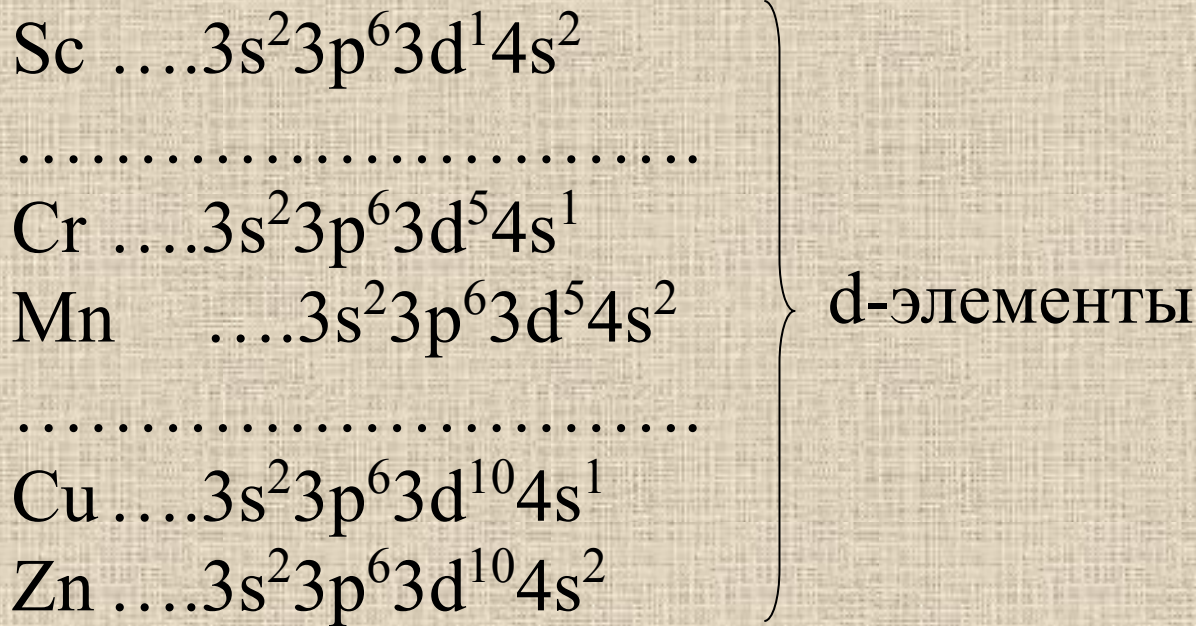 Sc ….3s²3p⁶3d¹4s²
…………………………
Cr ….3s²3p⁶3d⁵4s¹
Mn ….3s²3p⁶3d⁵4s²
d-элементы
…………………………
Cu ….3s²3p⁶3d¹⁰4s¹
Zn ….3s²3p⁶3d¹⁰4s²